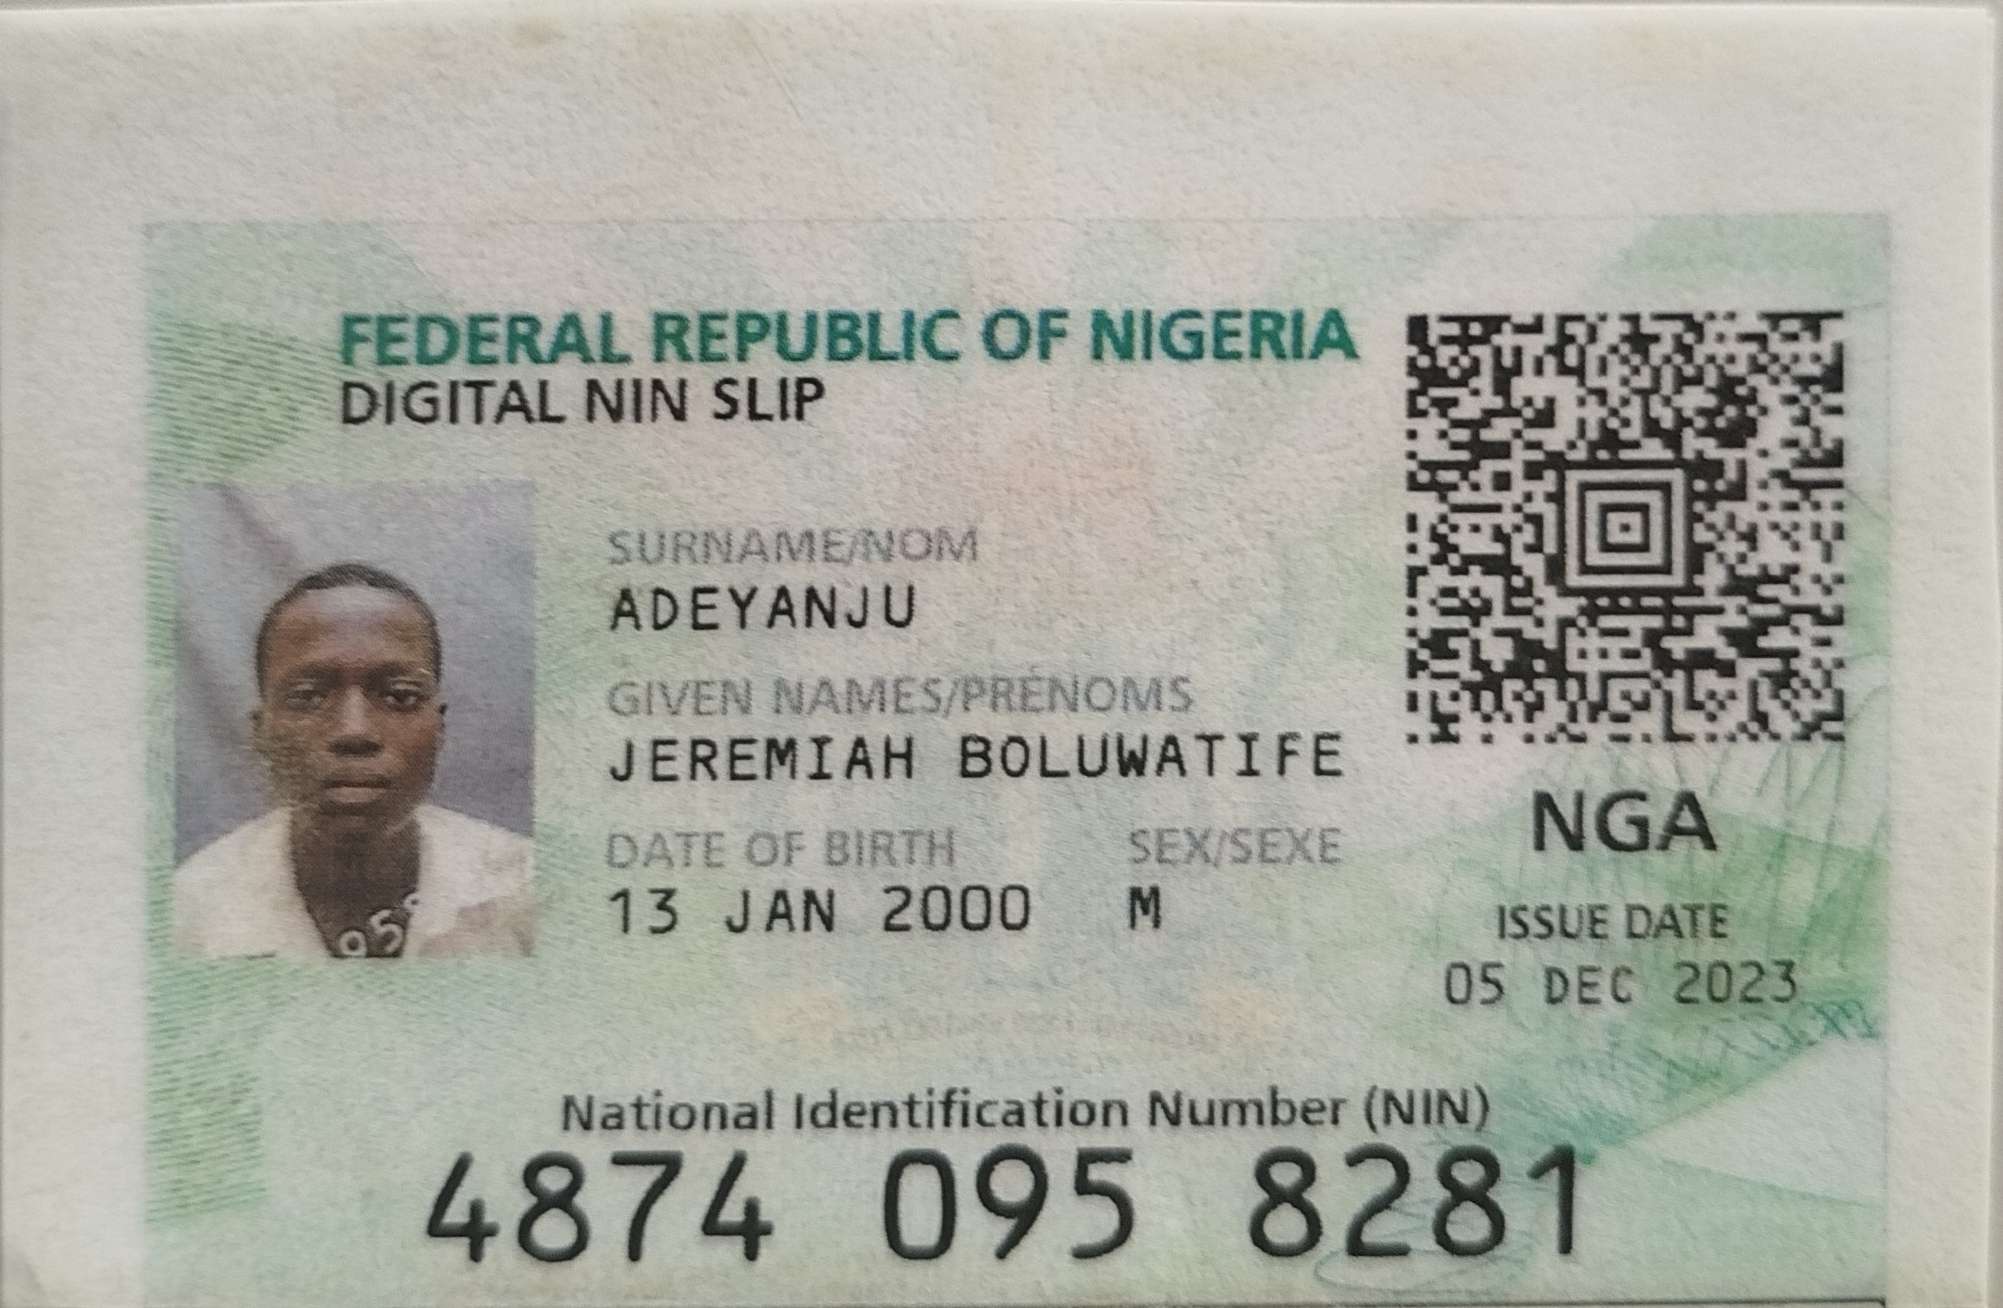 FEDERAL REPUBLIC OF NIGERIA
DIGITAL NIN SLIP
SURNAME/NOM
ADEYANJU
GIVEN NAMES/PRÉNOMS
JEREMIAH BOLUWATIFE
DATE OF BIRTH SEX/SEXE
13 JAN 2000 M
NGA
ISSUE DATE
05 DEC 2023
National Identification Number (NIN)
4874 095 8281